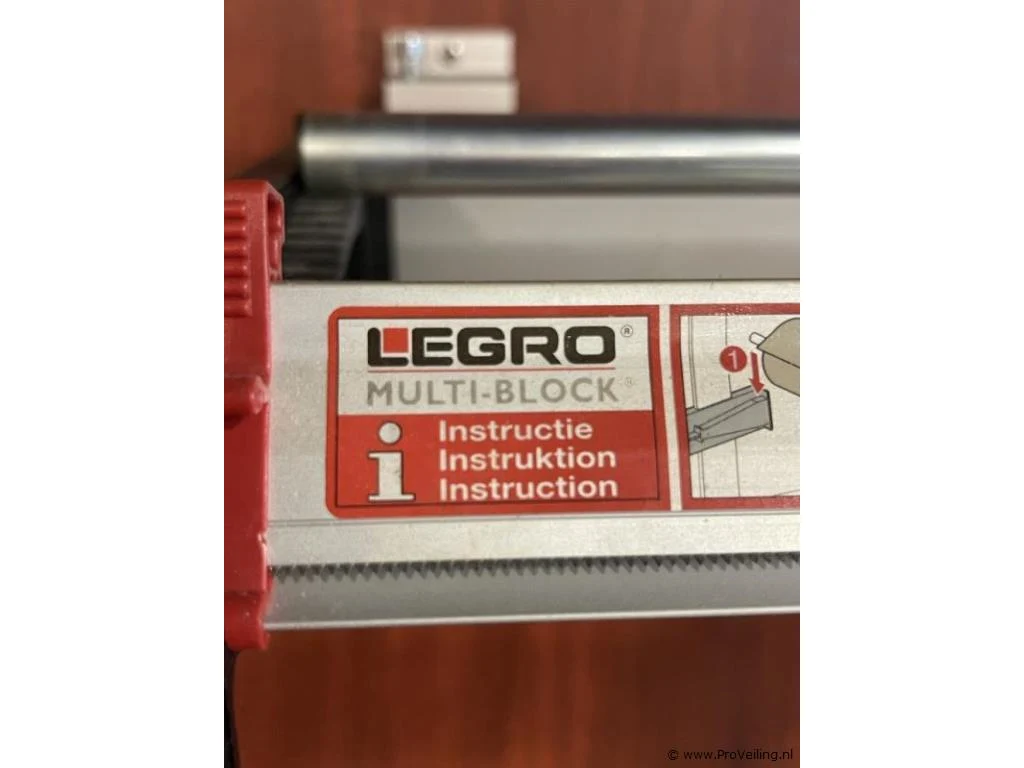 LEGRO®
MULTI-BLOCK®
i
Instructie
Instruktion
Instruction
1
© www.ProVeiling.nl